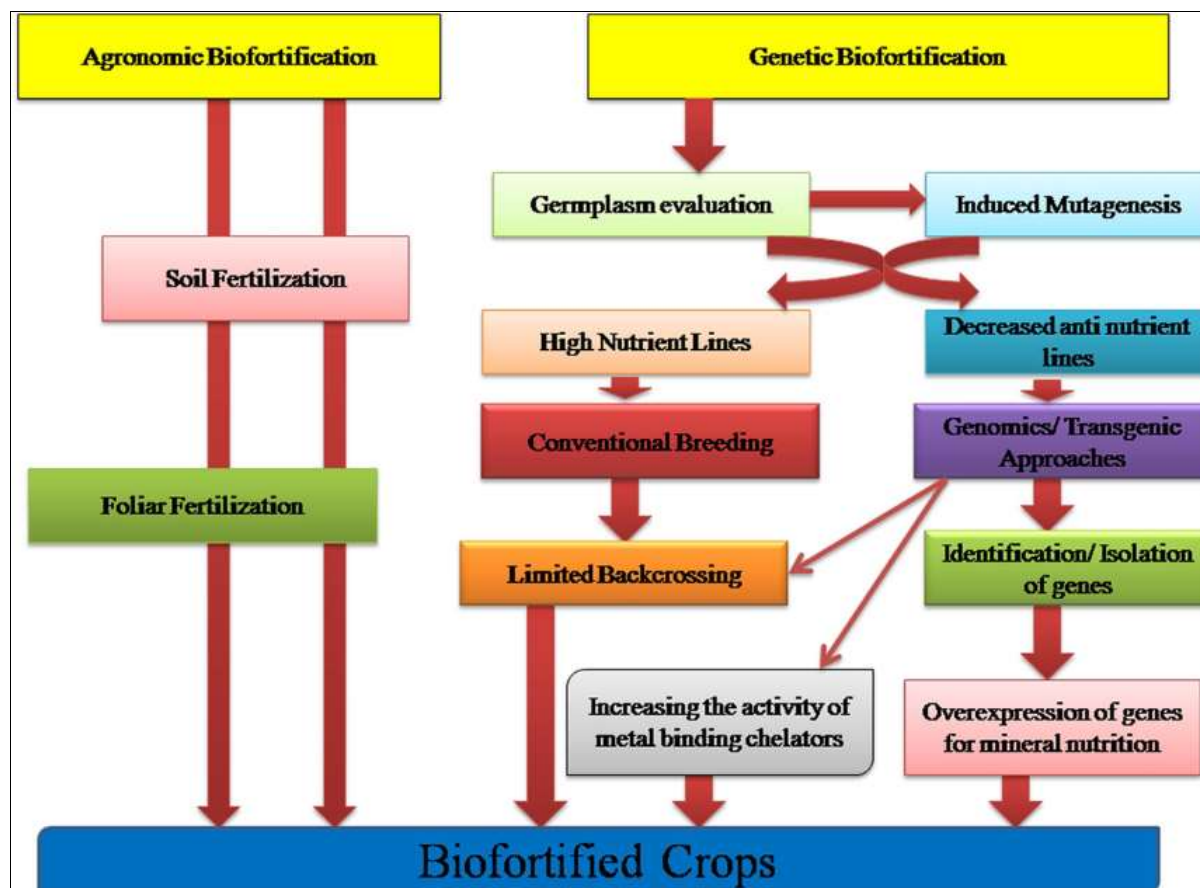 Agronomic Biofortification
Genetic Biofortification
Germplasm evaluation
Induced Mutagenesis
Soil Fertilization
High Nutrient Lines
Decreased anti nutrient
lines
Conventional Breeding
Genomics/ Transgenic
Approaches
Foliar Fertilization
Limited Backcrossing
Identification/ Isolation
of genes
Increasing the activity of
metal binding chelators
Overexpression of genes
for mineral nutrition
Biofortified Crops